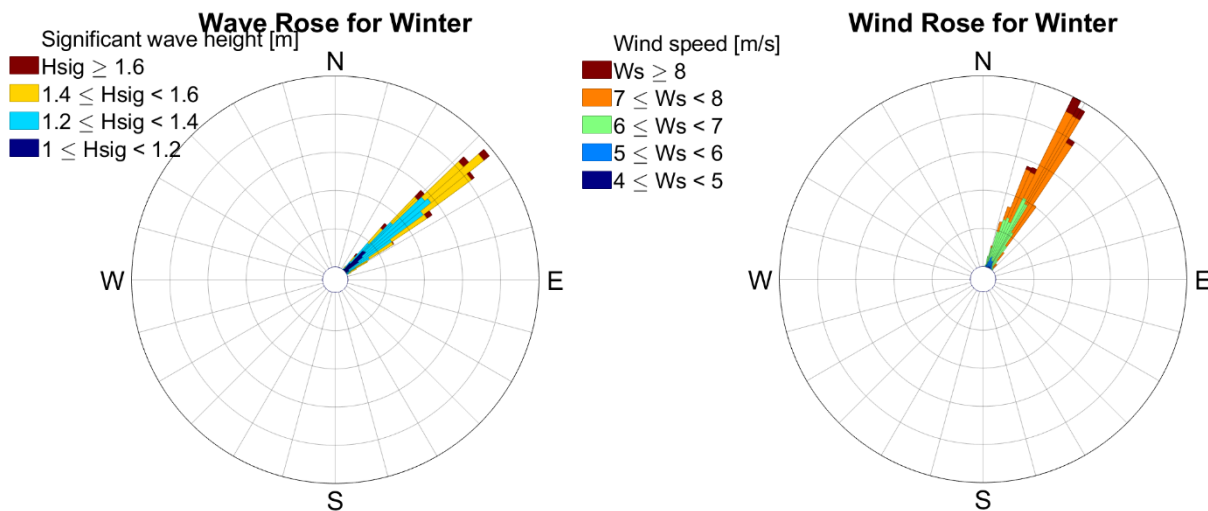 Wave Rose for Winter
Significant wave height [m]
Hsig ≥ 1.6
1.4 ≤ Hsig < 1.6
1.2 ≤ Hsig < 1.4
1 ≤ Hsig < 1.2
N
W
E
S
Wind Rose for Winter
Wind speed [m/s]
Ws ≥ 8
7 ≤ Ws < 8
6 ≤ Ws < 7
5 ≤ Ws < 6
4 ≤ Ws < 5
N
W
E
S